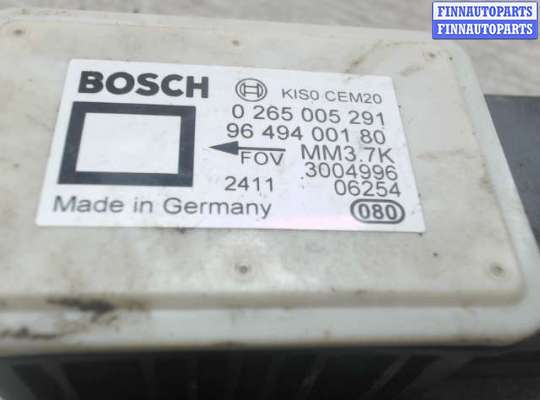 FINNAUTOPARTS
FINNAUTOPARTS
BOSCH
KIS0 CEM20
0 265 005 291
96 494 001 80
FOV MM3.7K
3004996
2411 06254
Made in Germany 080